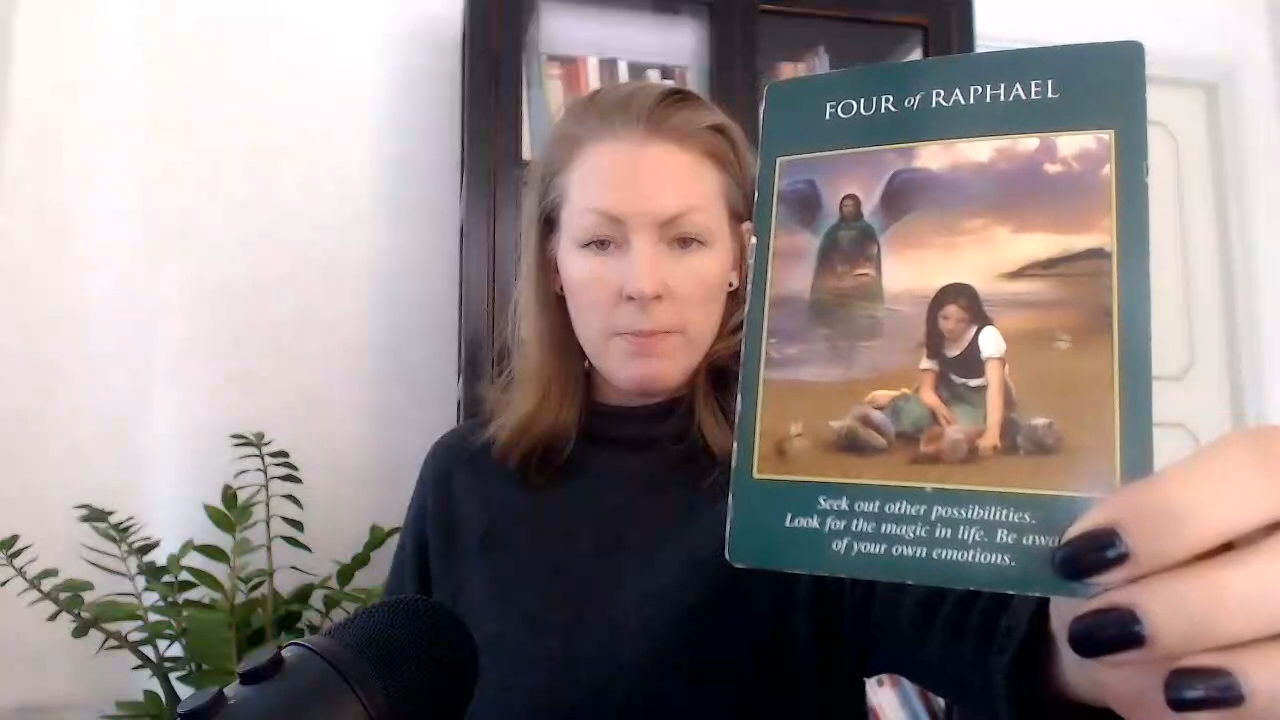 FOUR of RAPHAEL
Seek out other possibilities.
Look for the magic in life. Be awa
of your own emotions.